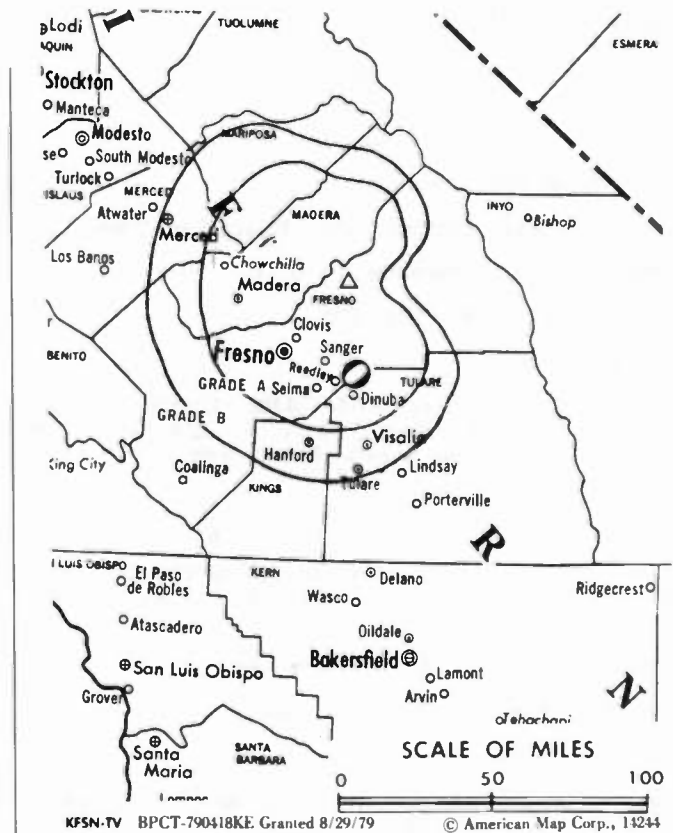 Lodi
TUOLUMNE
AQUIN
ESMERA
Stockton
Manteca
Modesto
MARIPOSA
se
South Modesto
Turlock
ISLAUS
MERCED
MADERA
INYO
Atwater
Merced
Bishop
Los Banos
Chowchilla
Madera
FRESNO
Clovis
BENITO
Fresno
Sanger
Reedley
GRADE A
Selma
TULARE
Dinuba
GRADE B
Visalia
King City
Hanford
Coalinga
KINGS
Tulare
Lindsay
Porterville
R
LUIS OBISPO
El Paso
de Robles
KERN
Delano
Ridgecrest
Wasco
Atascadero
Oildale
San Luis Obispo
Bakersfield
Lamont
Grover
Arvin
N
Tehachapi
Santa
Maria
SANTA
BARBARA
SCALE OF MILES
0 50 100
KFSN-TV BPCT-790418KE Granted 8/29/79 © American Map Corp., 14244